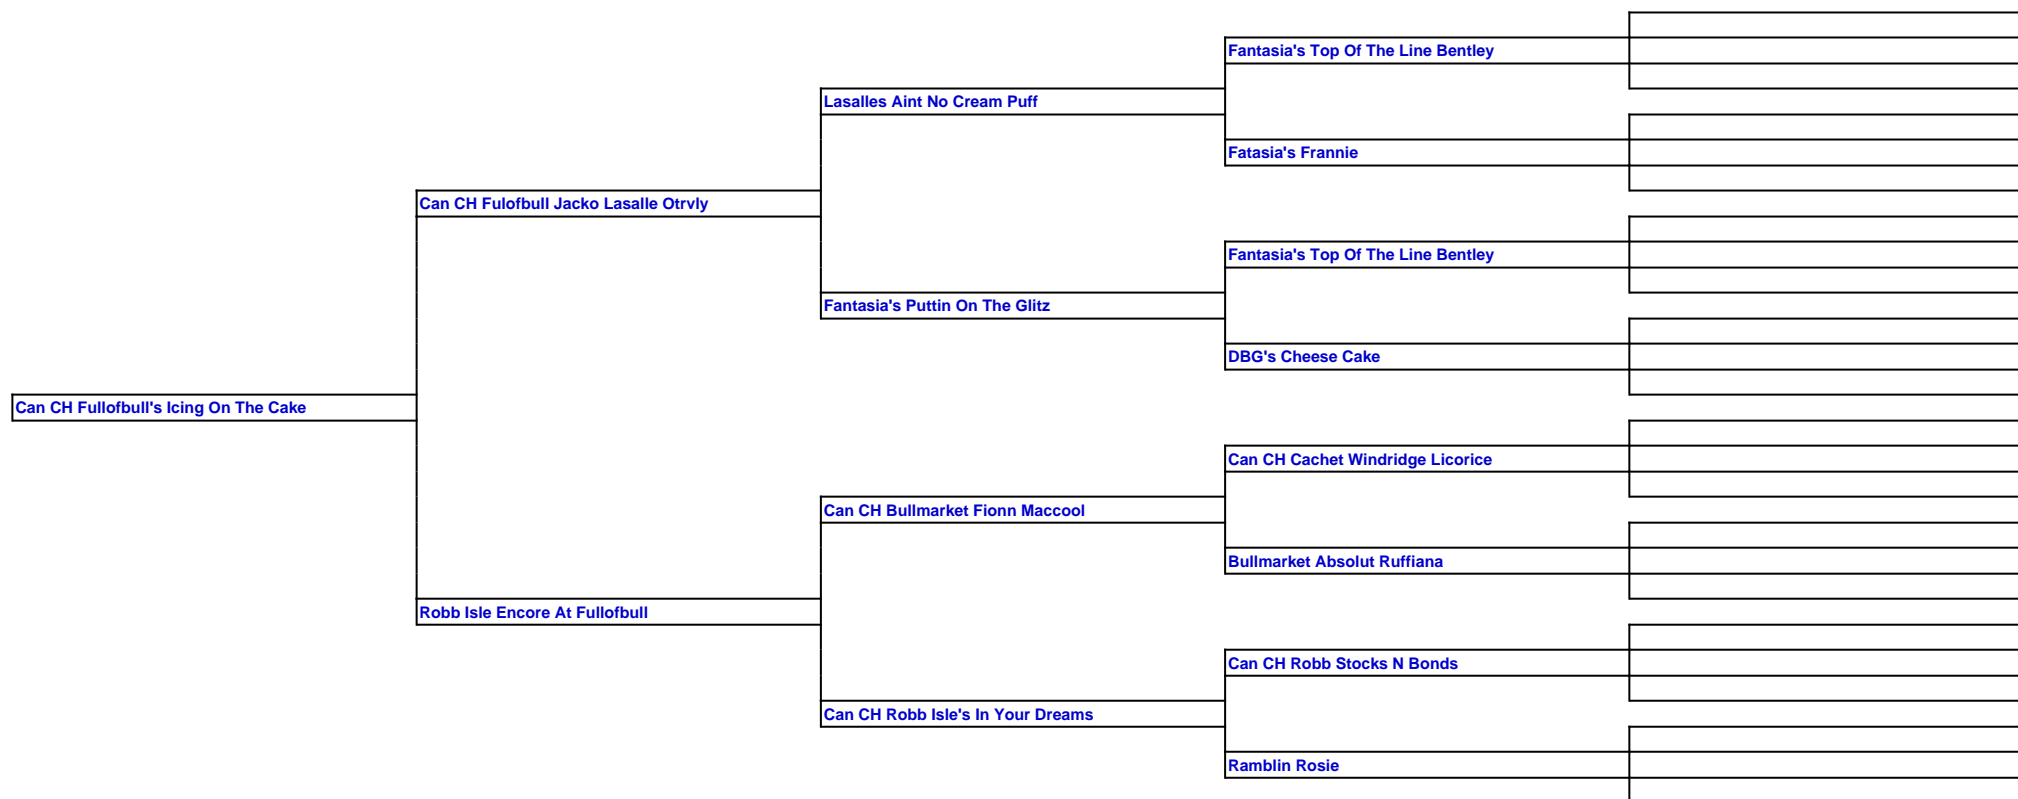 Fantasia's Top Of The Line Bentley
Lasalles Aint No Cream Puff
Fatasia's Frannie
Can CH Fulofbull Jacko Lasalle Otrvly
Fantasia's Top Of The Line Bentley
Fantasia's Puttin On The Glitz
DBG's Cheese Cake
Can CH Fullofbull's Icing On The Cake
Can CH Cachet Windridge Licorice
Can CH Bullmarket Fionn Maccool
Bullmarket Absolut Ruffiana
Robb Isle Encore At Fullofbull
Can CH Robb Stocks N Bonds
Can CH Robb Isle's In Your Dreams
Ramblin Rosie